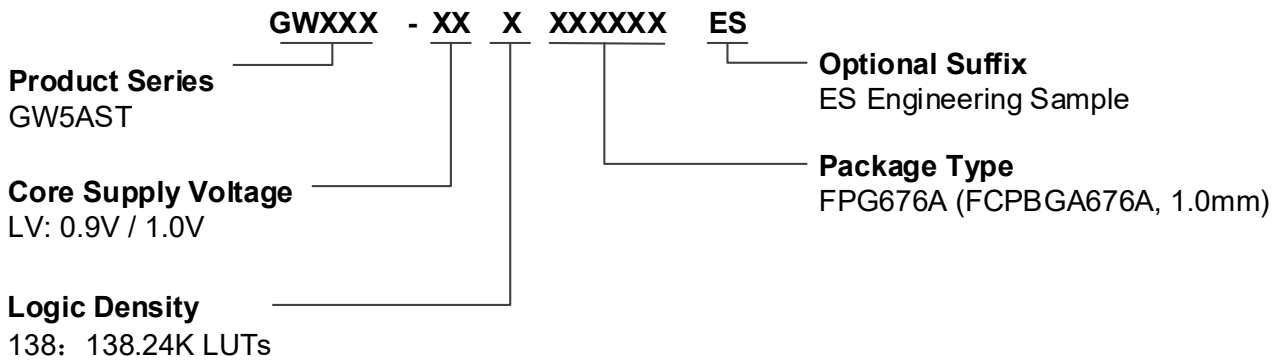 GWXXX - XX X XXXXXX ES
Product Series
GW5AST
Core Supply Voltage
LV: 0.9V / 1.0V
Logic Density
138：138.24K LUTs
Optional Suffix
ES Engineering Sample
Package Type
FPG676A (FCPBGA676A, 1.0mm)